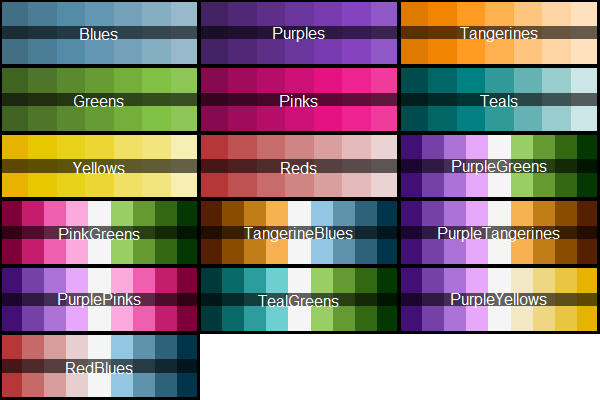 Blues
Purples
Tangerines
Greens
Pinks
Teals
Yellows
Reds
PurpleGreens
PinkGreens
TangerineBlues
PurpleTangerines
PurplePinks
TealGreens
PurpleYellows
RedBlues